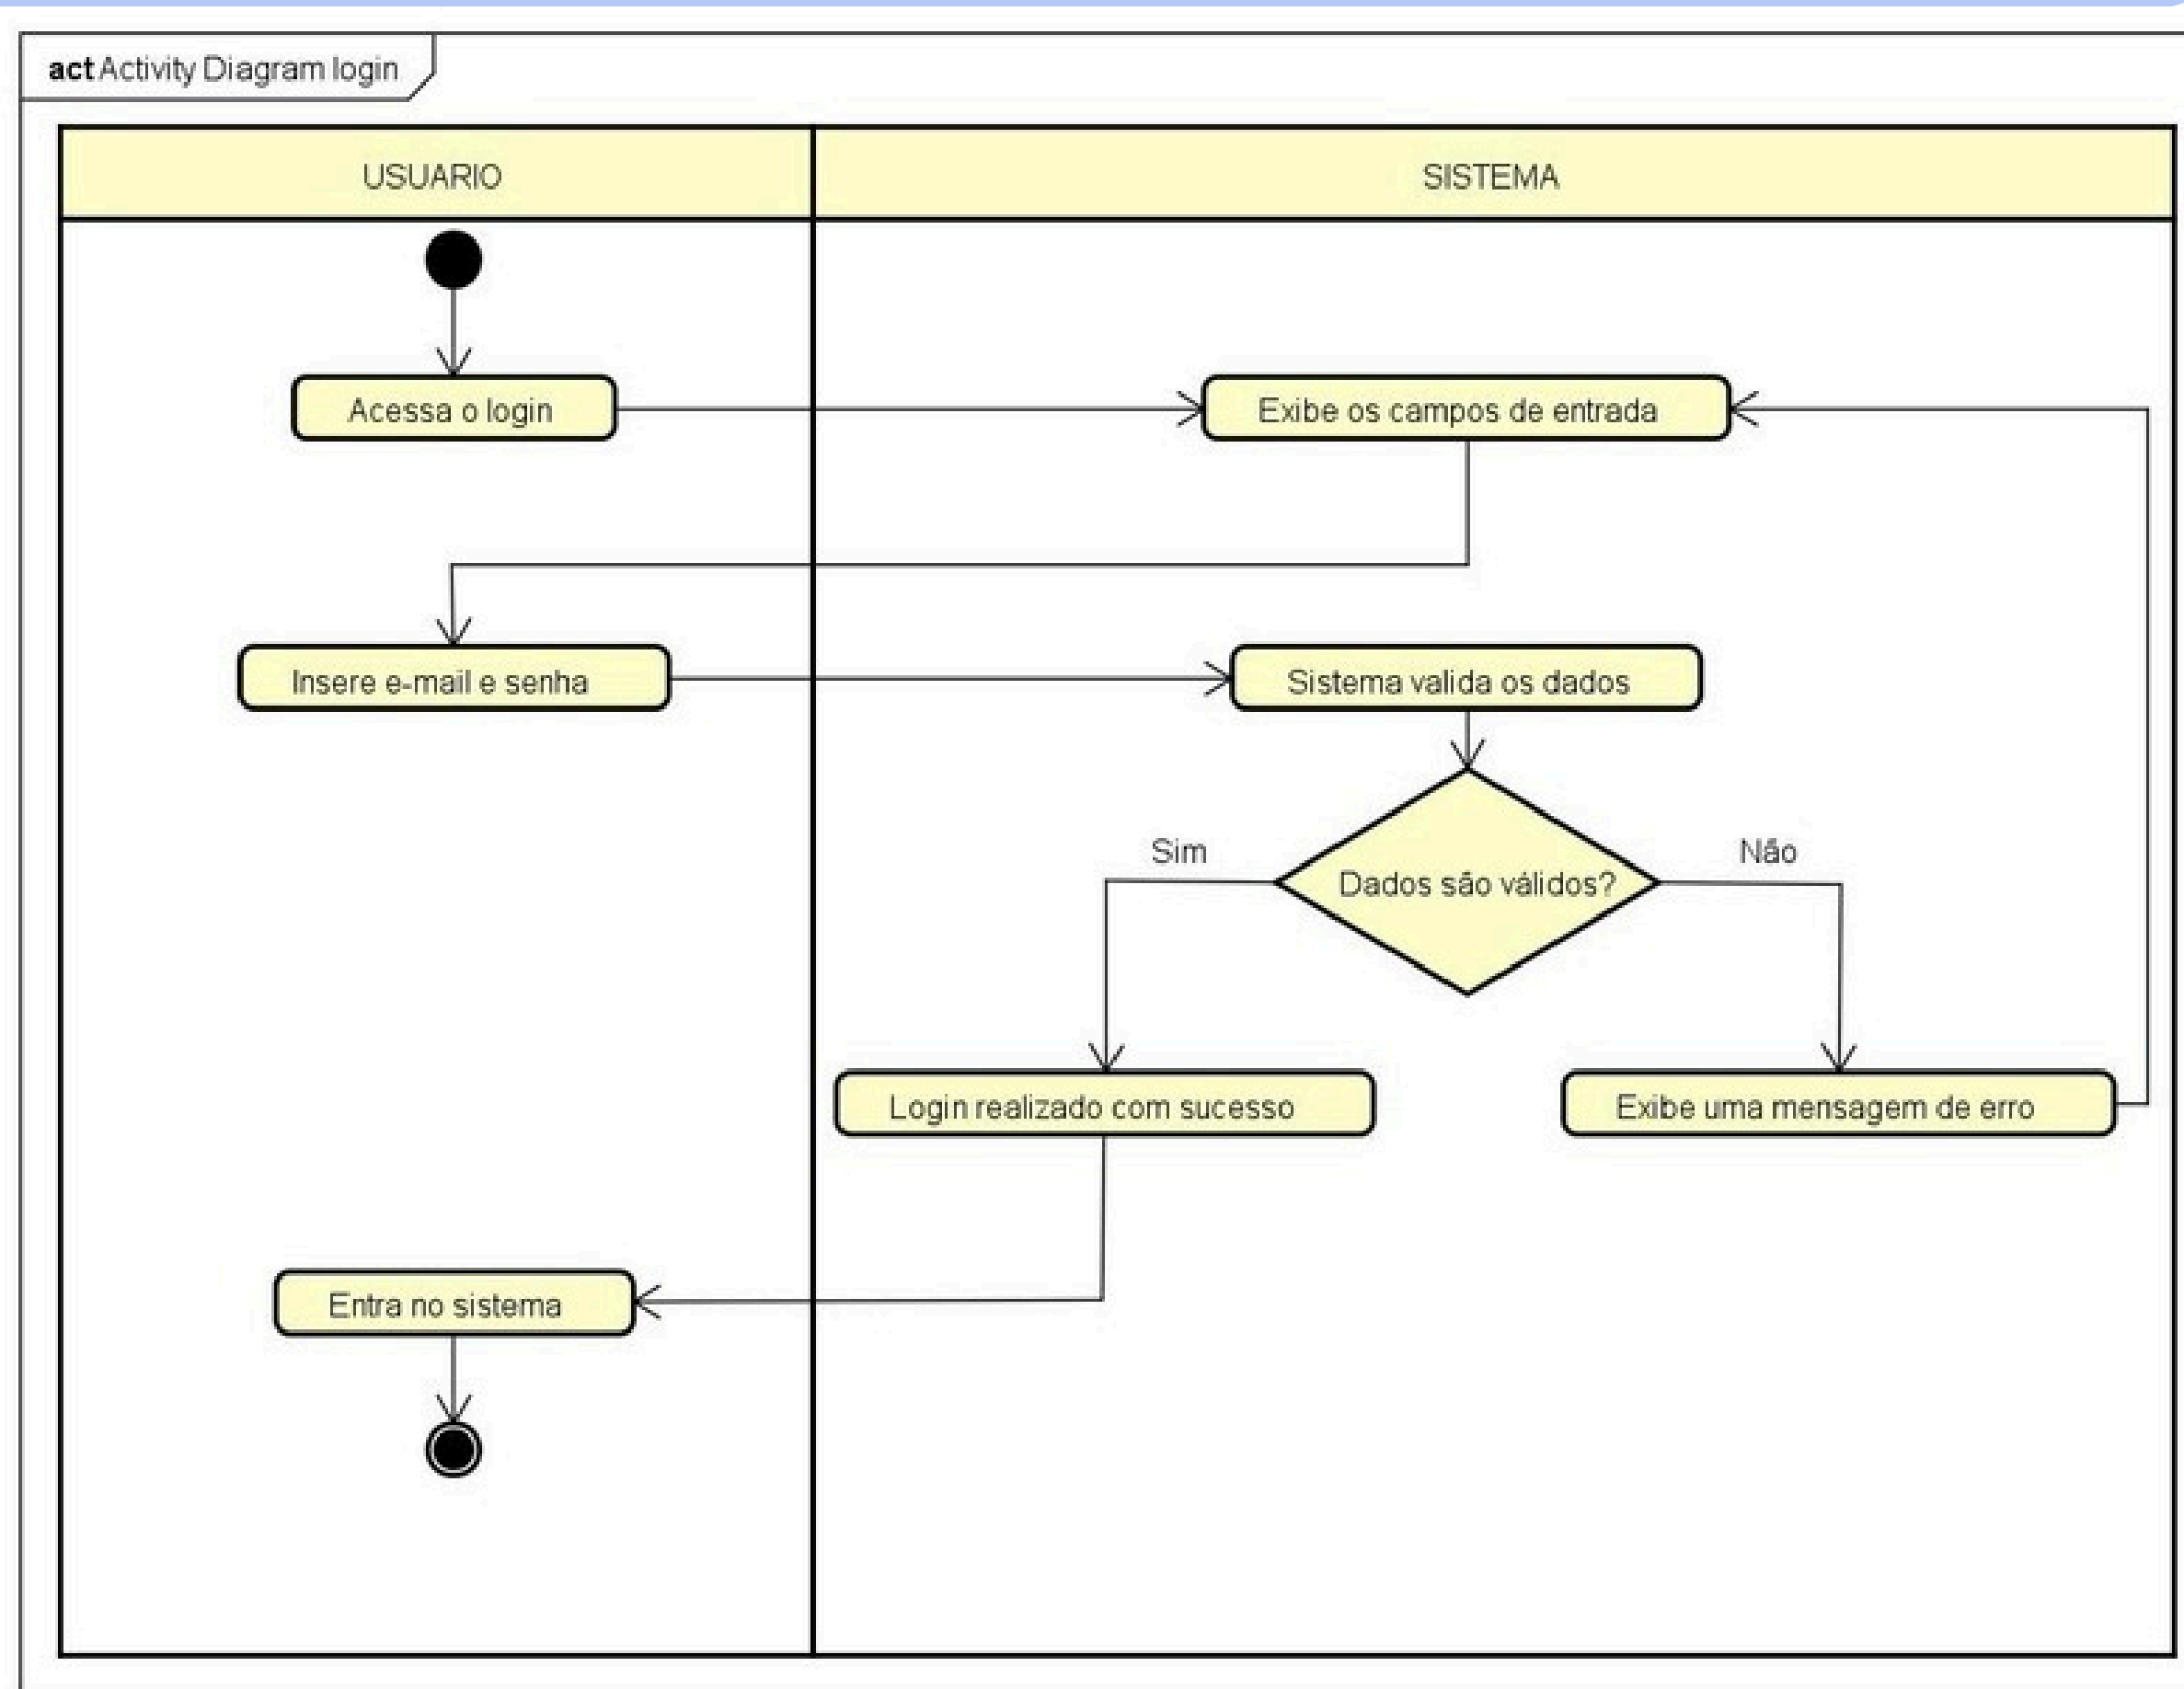 act Activity Diagram login
USUARIO
SISTEMA
Acessa o login
Exibe os campos de entrada
Insere e-mail e senha
Sistema valida os dados
Sim
Não
Dados são válidos?
Login realizado com sucesso
Exibe uma mensagem de erro
Entra no sistema